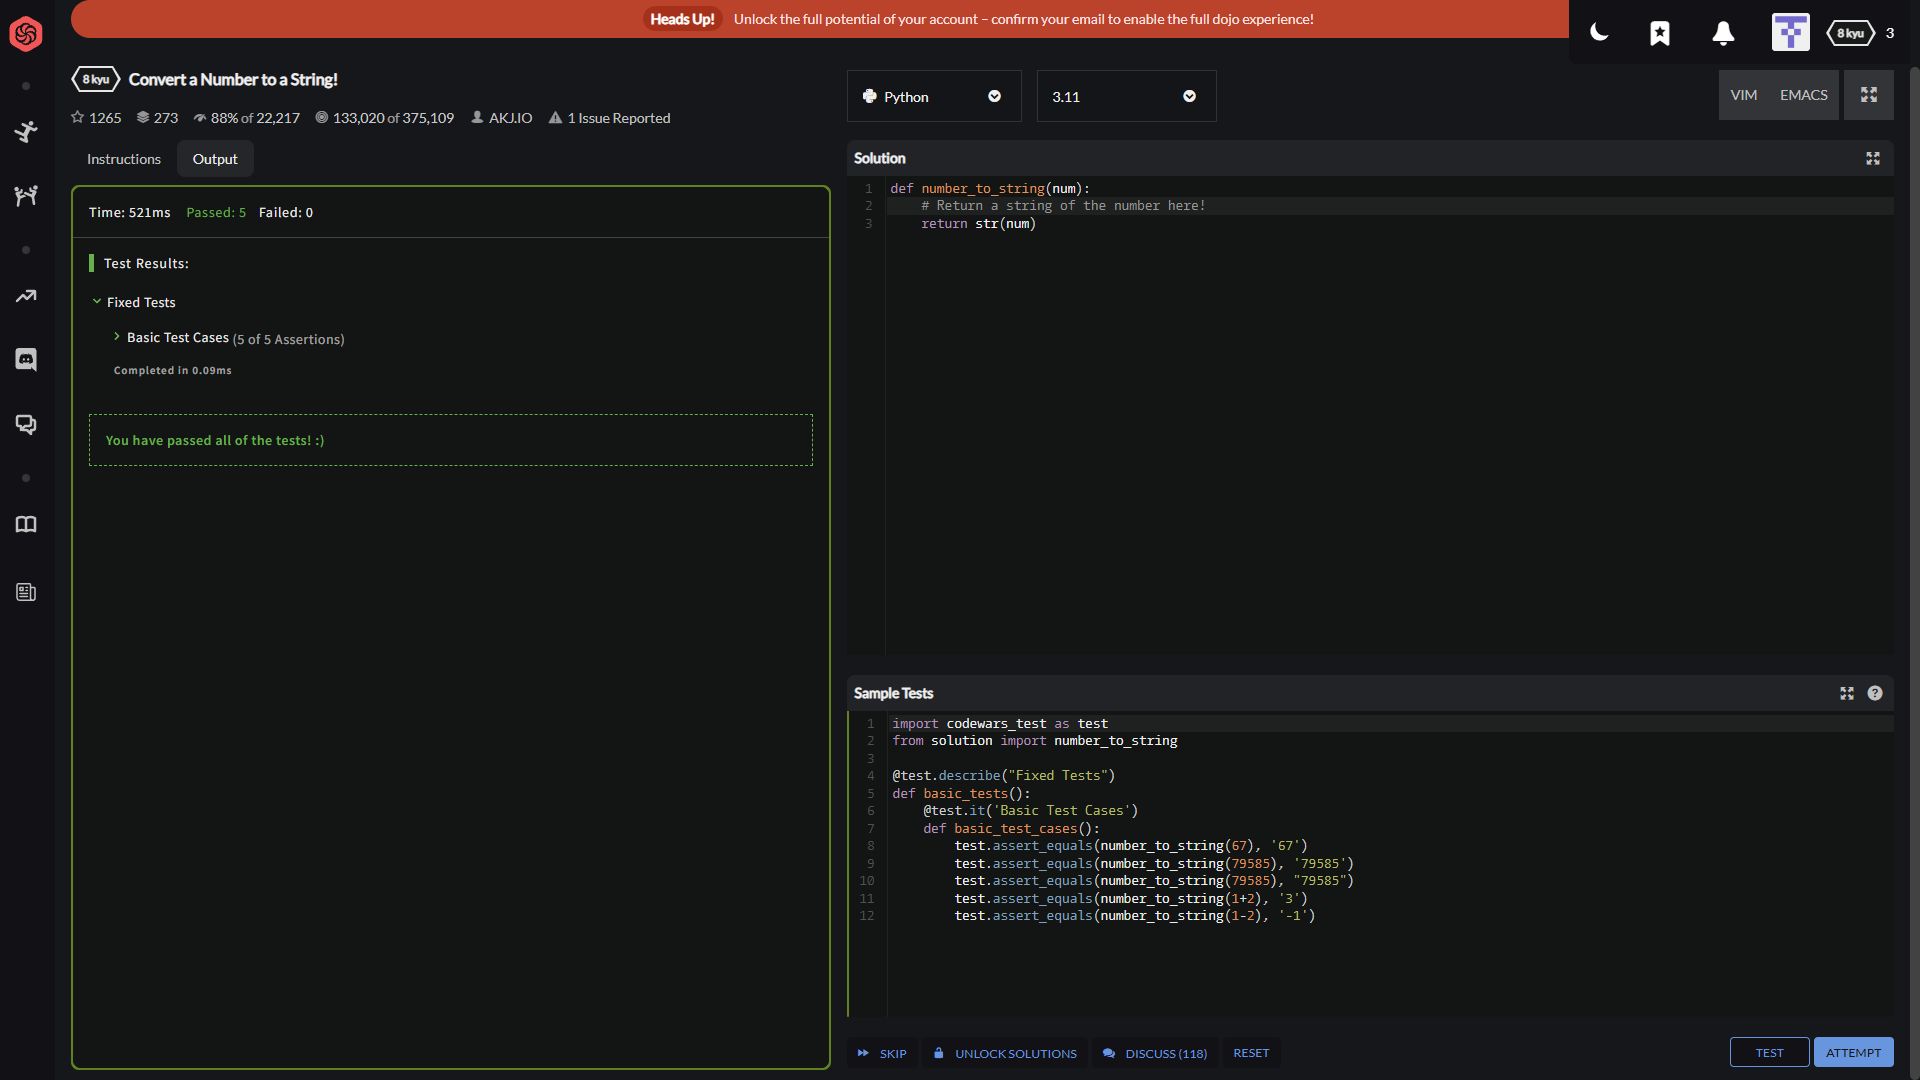 Heads Up! Unlock the full potential of your account – confirm your email to enable the full dojo experience!
8 kyu 3
8 kyu Convert a Number to a String!
1265 273 88% of 22,217 133,020 of 375,109 AKJ.IO 1 Issue Reported
Instructions Output
Time: 521ms Passed: 5 Failed: 0
Test Results:
Fixed Tests
Basic Test Cases (5 of 5 Assertions)
Completed in 0.09ms
You have passed all of the tests! :)
Python 3.11 VIM EMACS
Solution
1 def number_to_string(num):
2 # Return a string of the number here!
3 return str(num)
Sample Tests
1 import codewars_test as test
2 from solution import number_to_string
3
4 @test.describe("Fixed Tests")
5 def basic_tests():
6 @test.it('Basic Test Cases')
7 def basic_test_cases():
8 test.assert_equals(number_to_string(67), '67')
9 test.assert_equals(number_to_string(79585), '79585')
10 test.assert_equals(number_to_string(79585), "79585")
11 test.assert_equals(number_to_string(1+2), '3')
12 test.assert_equals(number_to_string(1-2), '-1')
SKIP UNLOCK SOLUTIONS DISCUSS (118) RESET TEST ATTEMPT